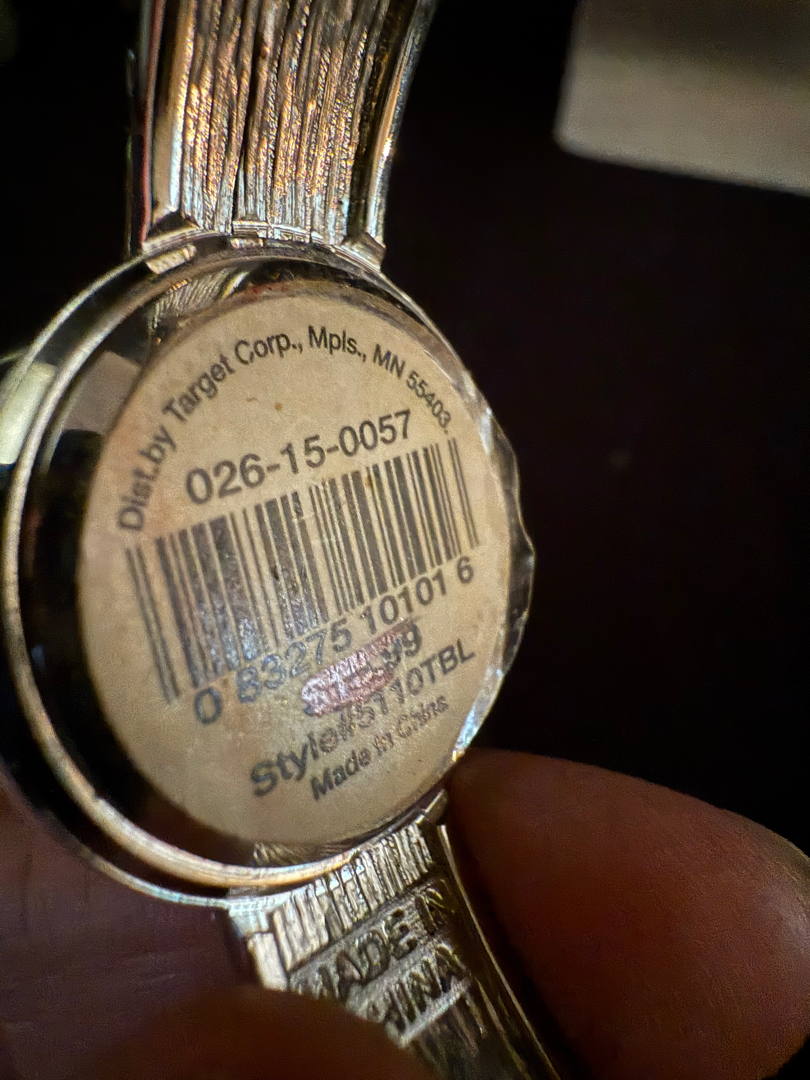 Dist.by Target Corp., Mpls., MN 55403.
026-15-0057
0 83275 10101 6
.99
Style#5110TBL
Made in China
MADE IN
CHINA